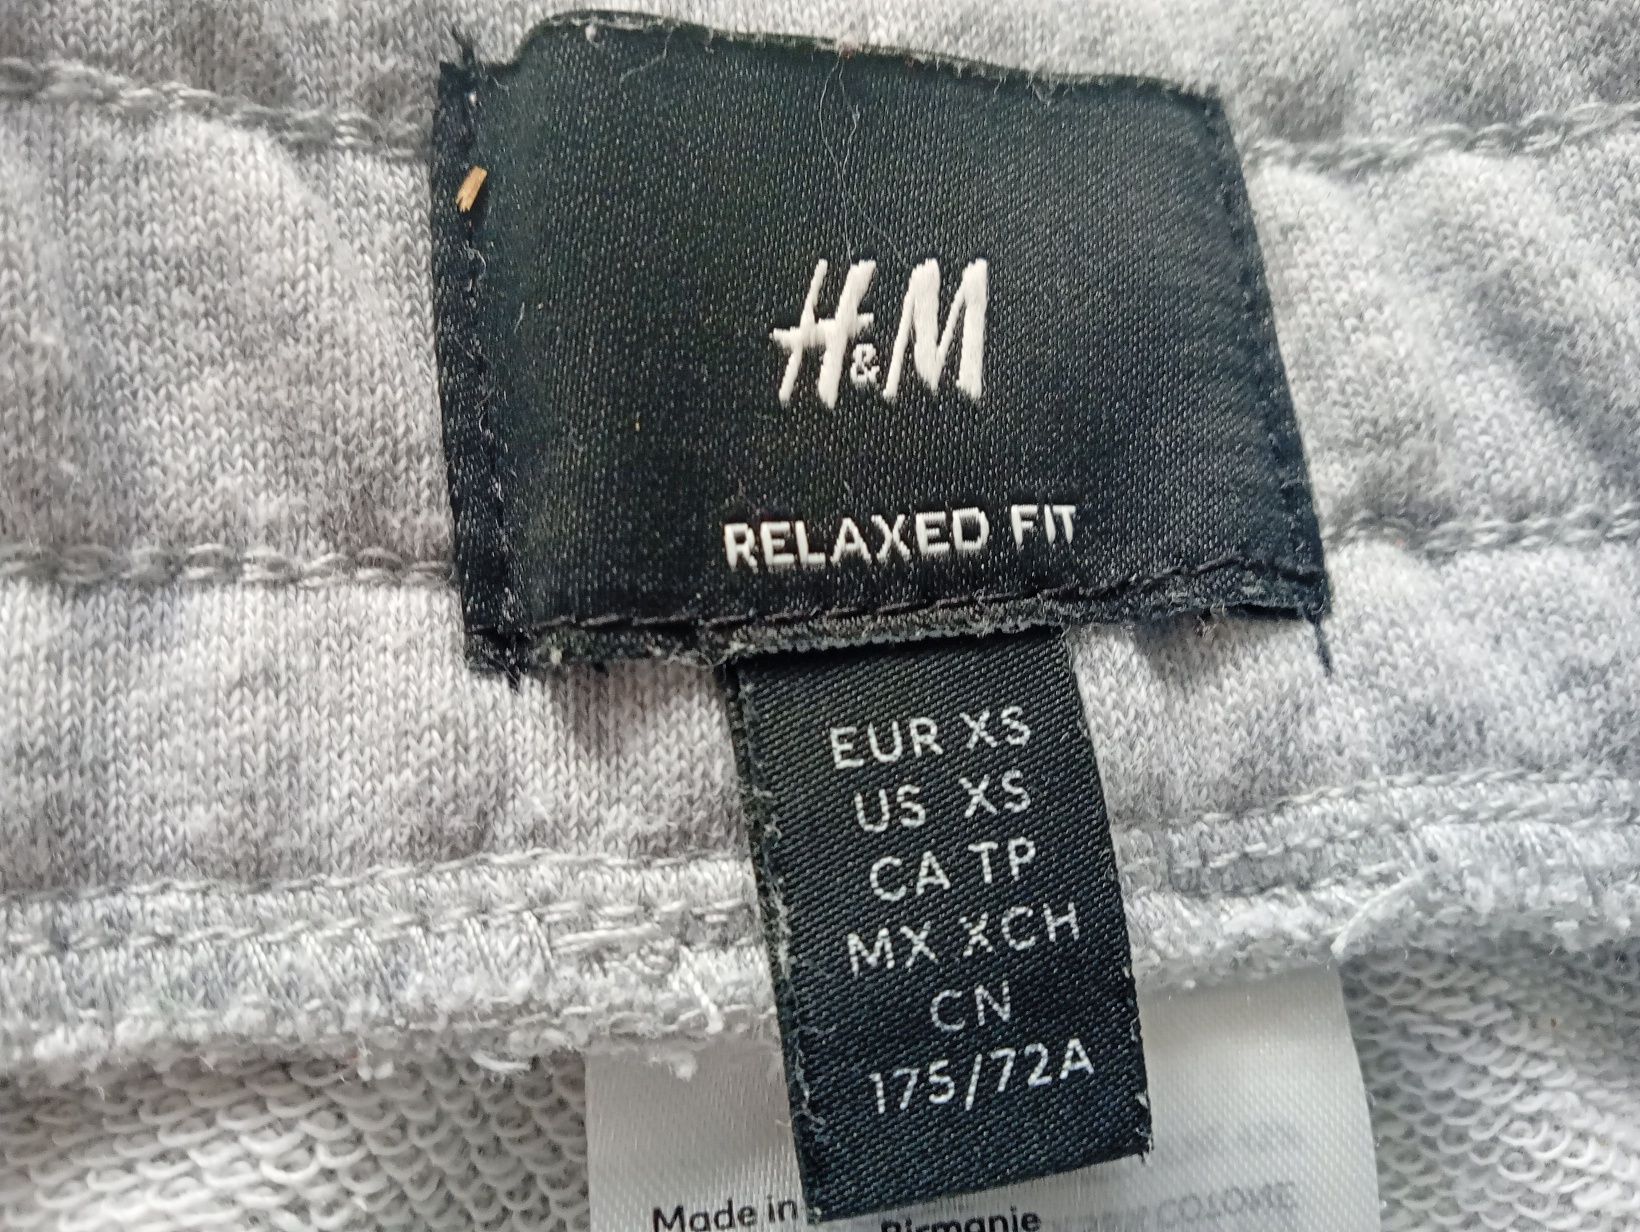 H&M
RELAXED FIT
EUR XS
US XS
CA TP
MX XCH
CN
175/72A
Made in
Birmanie